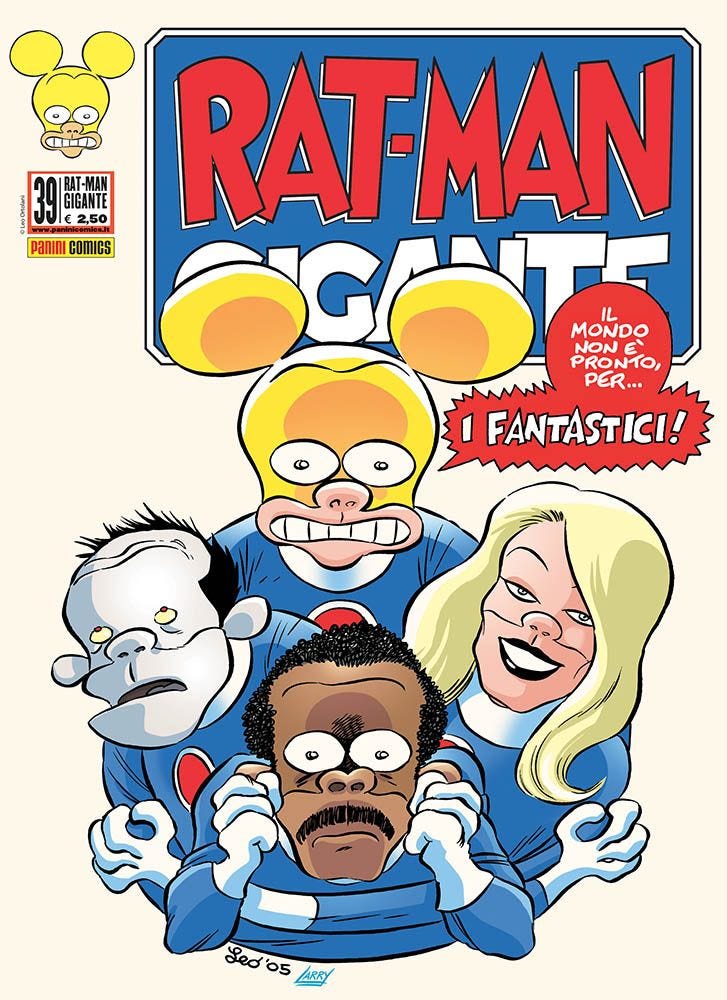 RAT-MAN
GIGANTE
39
RAT-MAN
GIGANTE
€ 2,50
www.paninicomics.it
PANINI COMICS
© Leo Ortolani
IL
MONDO
NON È
PRONTO,
PER...
I FANTASTICI!
Leo '05
LARRY